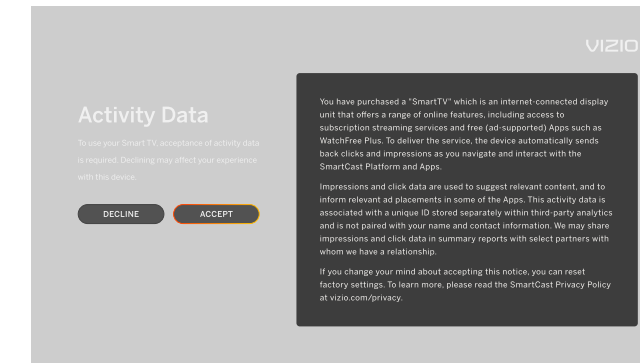 VIZIO
Activity Data
To use your Smart TV, acceptance of activity data
is required. Declining may affect your experience
with this device.
DECLINE
ACCEPT
You have purchased a "SmartTV" which is an internet-connected display
unit that offers a range of online features, including access to
subscription streaming services and free (ad-supported) Apps such as
WatchFree Plus. To deliver the service, the device automatically sends
back clicks and impressions as you navigate and interact with the
SmartCast Platform and Apps.
Impressions and click data are used to suggest relevant content, and to
inform relevant ad placements in some of the Apps. This activity data is
associated with a unique ID stored separately within third-party analytics
and is not paired with your name and contact information. We may share
impressions and click data in summary reports with select partners with
whom we have a relationship.
If you change your mind about accepting this notice, you can reset
factory settings. To learn more, please read the SmartCast Privacy Policy
at vizio.com/privacy.